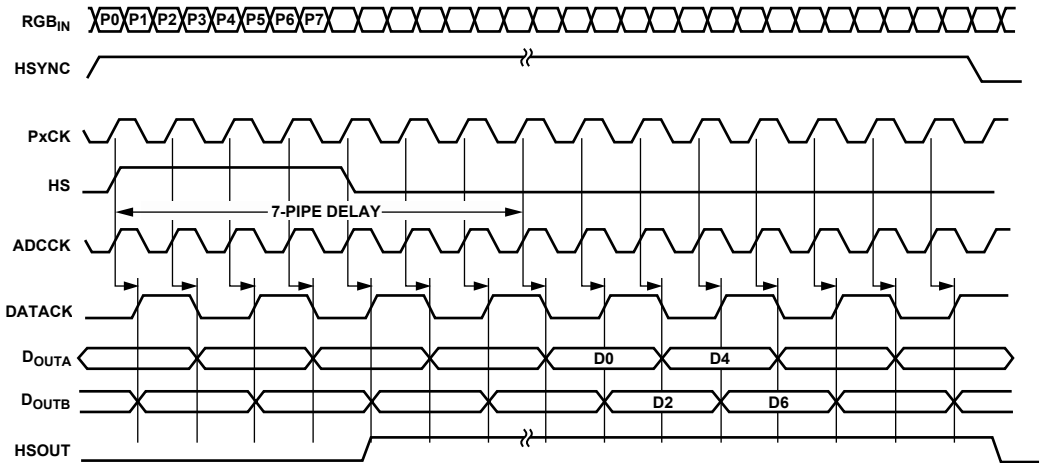 RGBIN P0 P1 P2 P3 P4 P5 P6 P7
HSYNC
PxCK
HS
7-PIPE DELAY
ADCCK
DATACK
DOUTA D0 D4
DOUTB D2 D6
HSOUT